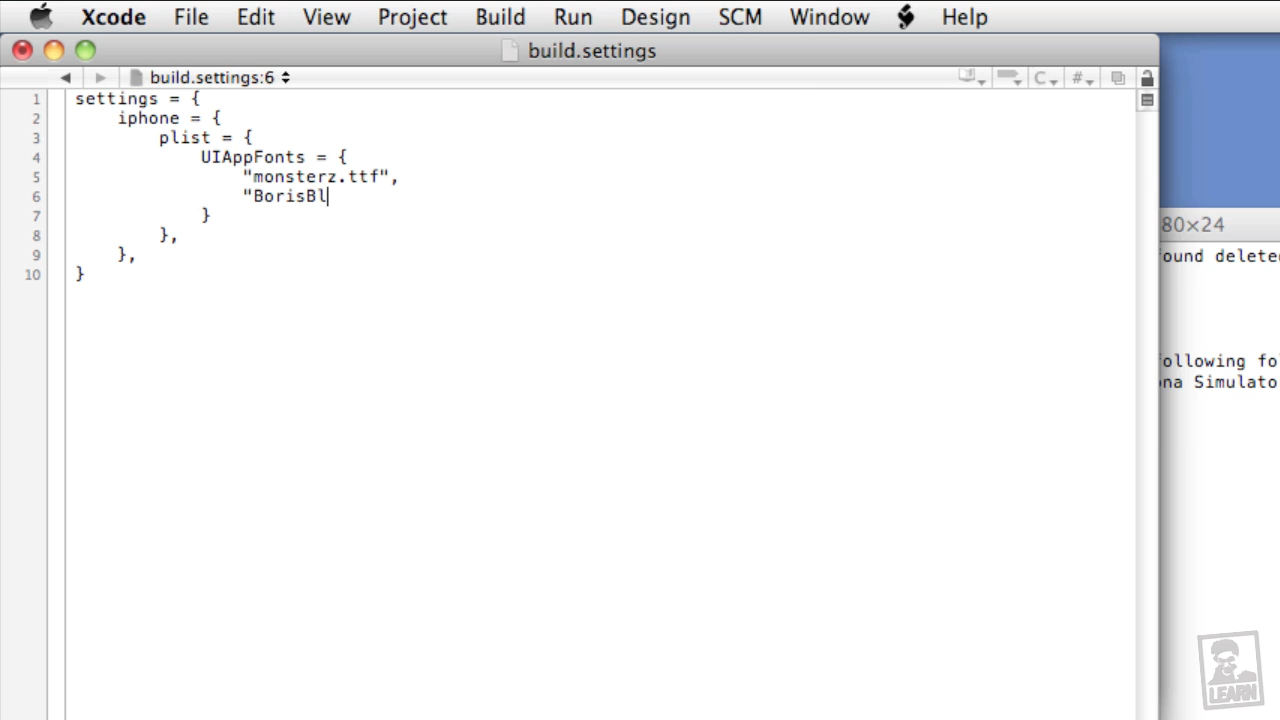 Xcode File Edit View Project Build Run Design SCM Window Help
build.settings
build.settings:6 C #
1 settings = {
2 iphone = {
3 plist = {
4 UIAppFonts = {
5 "monsterz.ttf",
6 "BorisBl
7 }
8 },
9 },
10 }
80×24
ound delete
ollowing fo
na Simulato
LEARN